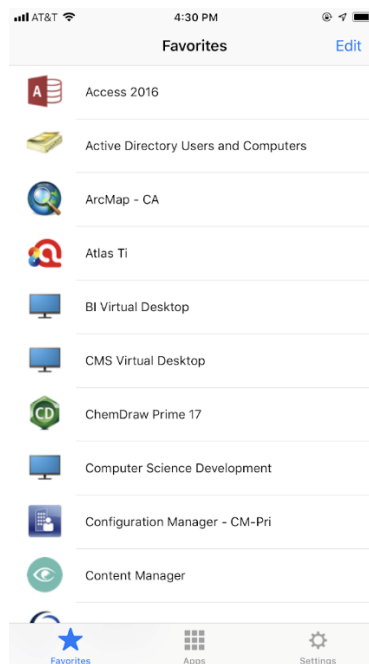 AT&T
4:30 PM
Favorites
Edit
A
Access 2016
Active Directory Users and Computers
ArcMap - CA
Atlas Ti
BI Virtual Desktop
CMS Virtual Desktop
CD
ChemDraw Prime 17
Computer Science Development
Configuration Manager - CM-Pri
Content Manager
Favorites
Apps
Settings